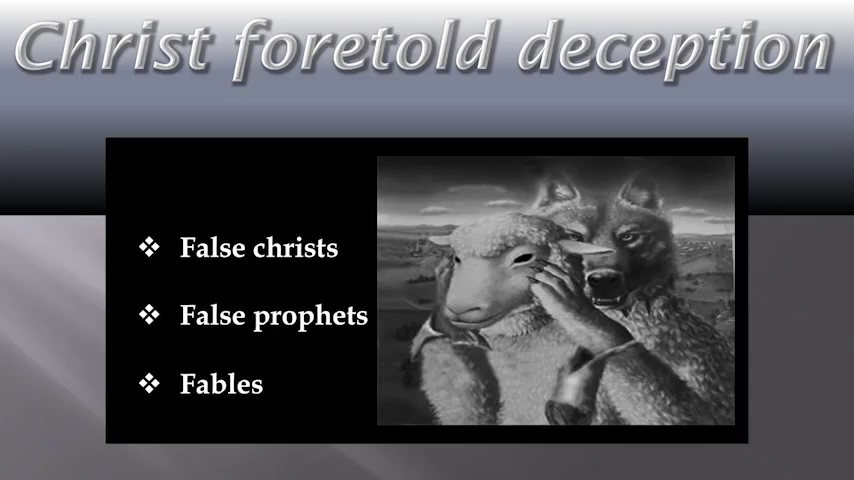 Christ foretold deception
❖ False christs
❖ False prophets
❖ Fables